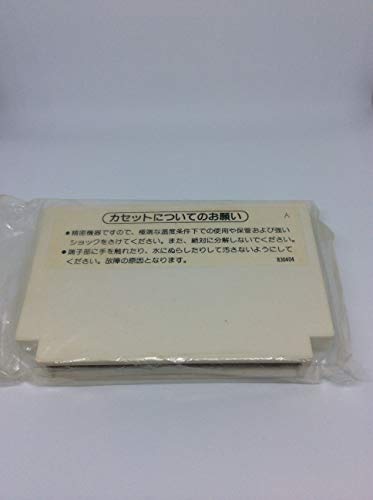 カセットについてのお願い
A
●精密機器ですので、極端な温度条件下での使用や保管および強い
ショックをさけてください。また、絶対に分解しないでください。
●端子部に手を触れたり、水にぬらしたりして汚さないようにして
ください。故障の原因となります。
830404